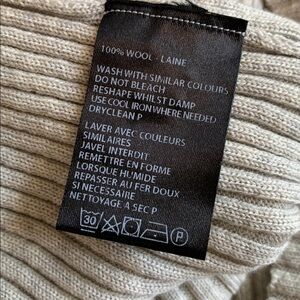 100% WOOL - LAINE
WASH WITH SIMILAR COLOURS
DO NOT BLEACH
RESHAPE WHILST DAMP
USE COOL IRON WHERE NEEDED
DRYCLEAN P
LAVER AVEC COULEURS
SIMILAIRES
JAVEL INTERDIT
REMETTRE EN FORME
LORSQUE HUMIDE
REPASSER AU FER DOUX
SI NECESSAIRE
NETTOYAGE A SEC P
30 P